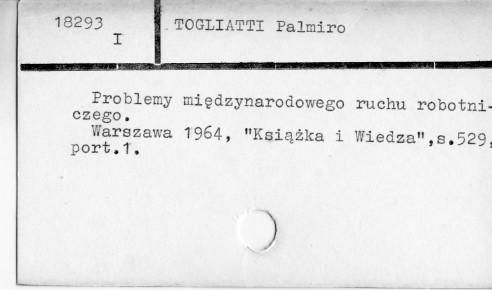 18293 TOGLIATTI Palmiro
I
Problemy międzynarodowego ruchu robotni-
czego.
Warszawa 1964, "Książka i Wiedza",s.529,
port.1.